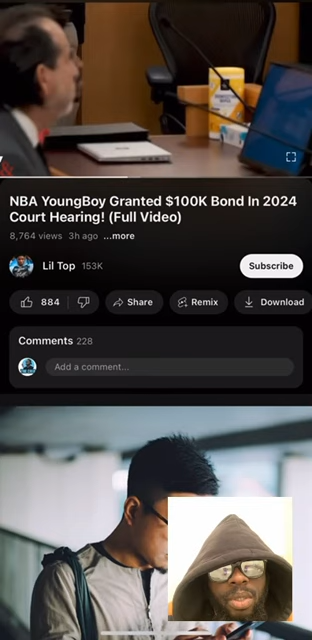 NBA YoungBoy Granted $100K Bond In 2024
Court Hearing! (Full Video)
8,764 views 3h ago ...more
Lil Top 153K
Subscribe
884
Share
Remix
Download
Comments 228
Add a comment...